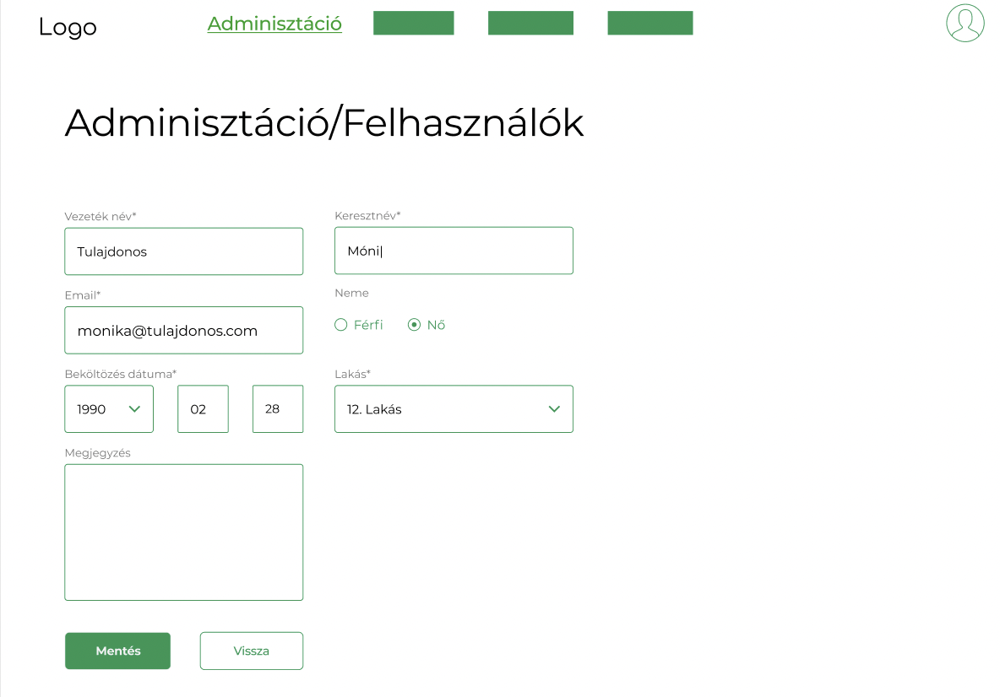 Logo
Adminisztáció
Adminisztáció/Felhasználók
Vezeték név*
Keresztnév*
Tulajdonos
Móni
Email*
Neme
monika@tulajdonos.com
Férfi
Nő
Beköltözés dátuma*
Lakás*
1990
02
28
12. Lakás
Megjegyzés
Mentés
Vissza